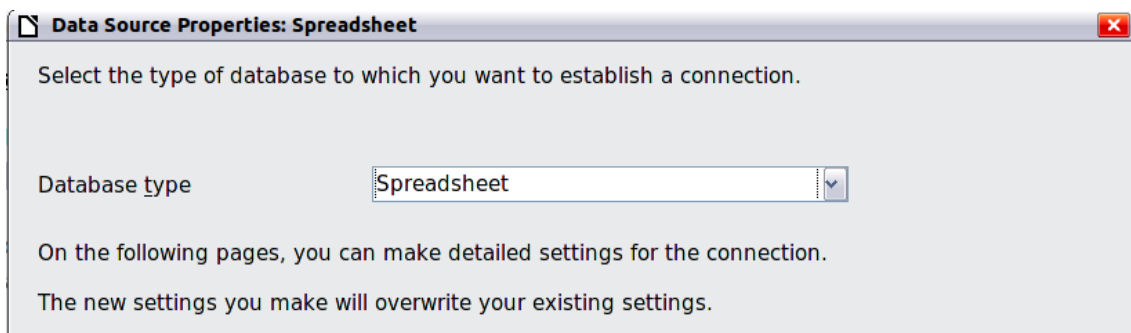 Data Source Properties: Spreadsheet
Select the type of database to which you want to establish a connection.
Database type Spreadsheet
On the following pages, you can make detailed settings for the connection.
The new settings you make will overwrite your existing settings.